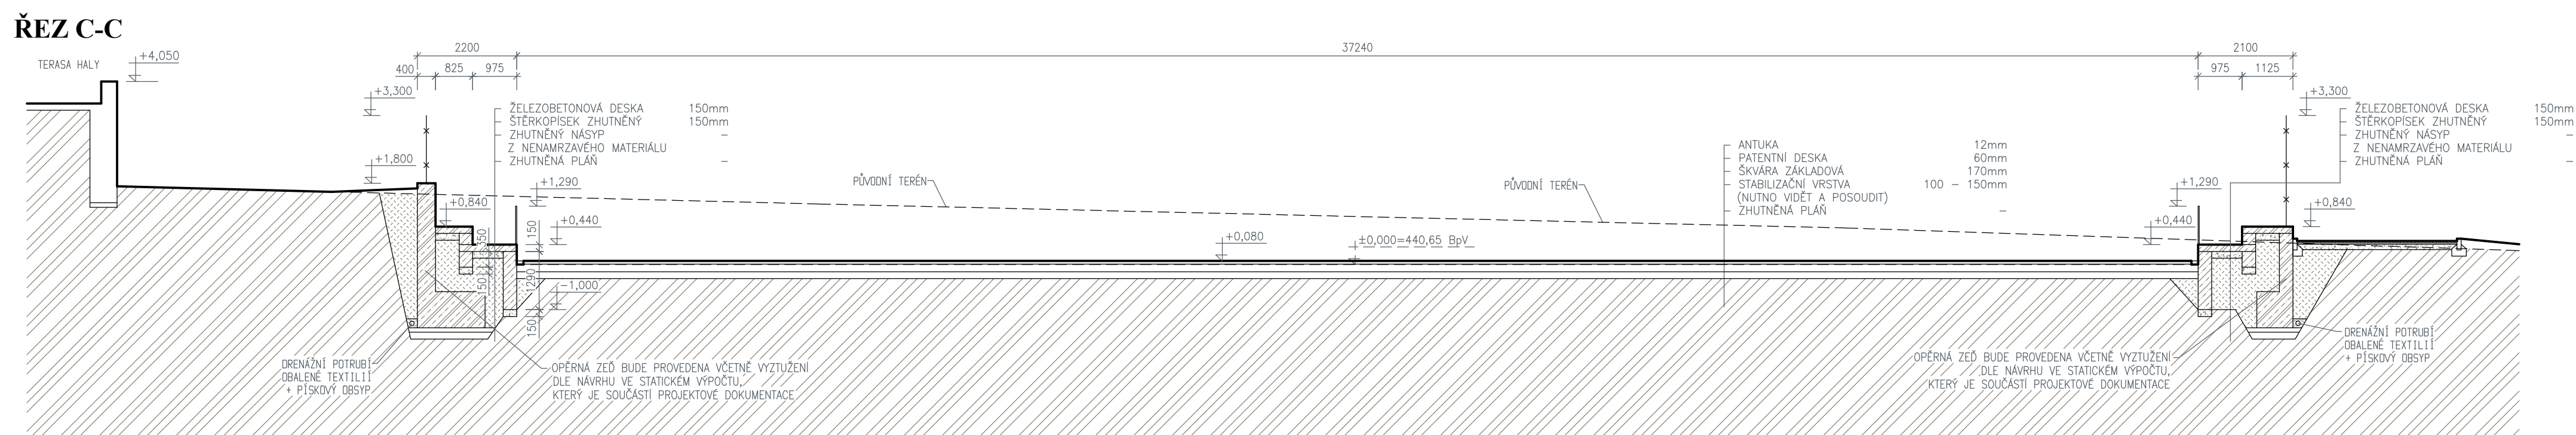 ŘEZ C-C
TERASA HALY
+4,050
2200
37240
2100
400
825
975
975
1125
+3,300
+3,300
ŽELEZOBETONOVÁ DESKA 150mm
ŠTĚRKOPÍSEK ZHUTNĚNÝ 150mm
ZHUTNĚNÝ NÁSYP –
Z NENAMRZAVÉHO MATERIÁLU
ZHUTNĚNÁ PLÁŇ –
ANTUKA 12mm
PATENTNÍ DESKA 60mm
ŠKVÁRA ZÁKLADOVÁ 170mm
STABILIZAČNÍ VRSTVA 100 – 150mm
(NUTNO VIDĚT A POSOUDIT)
ZHUTNĚNÁ PLÁŇ –
ŽELEZOBETONOVÁ DESKA 150mm
ŠTĚRKOPÍSEK ZHUTNĚNÝ 150mm
ZHUTNĚNÝ NÁSYP –
Z NENAMRZAVÉHO MATERIÁLU
ZHUTNĚNÁ PLÁŇ –
+1,800
+1,290
PŮVODNÍ TERÉN
PŮVODNÍ TERÉN
+1,290
+0,840
+0,440
+0,080
±0,000=440,65 BpV
+0,440
+0,840
150
350
150
1290
150
-1,000
DRENÁŽNÍ POTRUBÍ
OBALENÉ TEXTILIÍ
+ PÍSKOVÝ OBSYP
OPĚRNÁ ZEĎ BUDE PROVEDENA VČETNĚ VYZTUŽENÍ
DLE NÁVRHU VE STATICKÉM VÝPOČTU,
KTERÝ JE SOUČÁSTÍ PROJEKTOVÉ DOKUMENTACE
OPĚRNÁ ZEĎ BUDE PROVEDENA VČETNĚ VYZTUŽENÍ
DLE NÁVRHU VE STATICKÉM VÝPOČTU,
KTERÝ JE SOUČÁSTÍ PROJEKTOVÉ DOKUMENTACE
DRENÁŽNÍ POTRUBÍ
OBALENÉ TEXTILIÍ
+ PÍSKOVÝ OBSYP